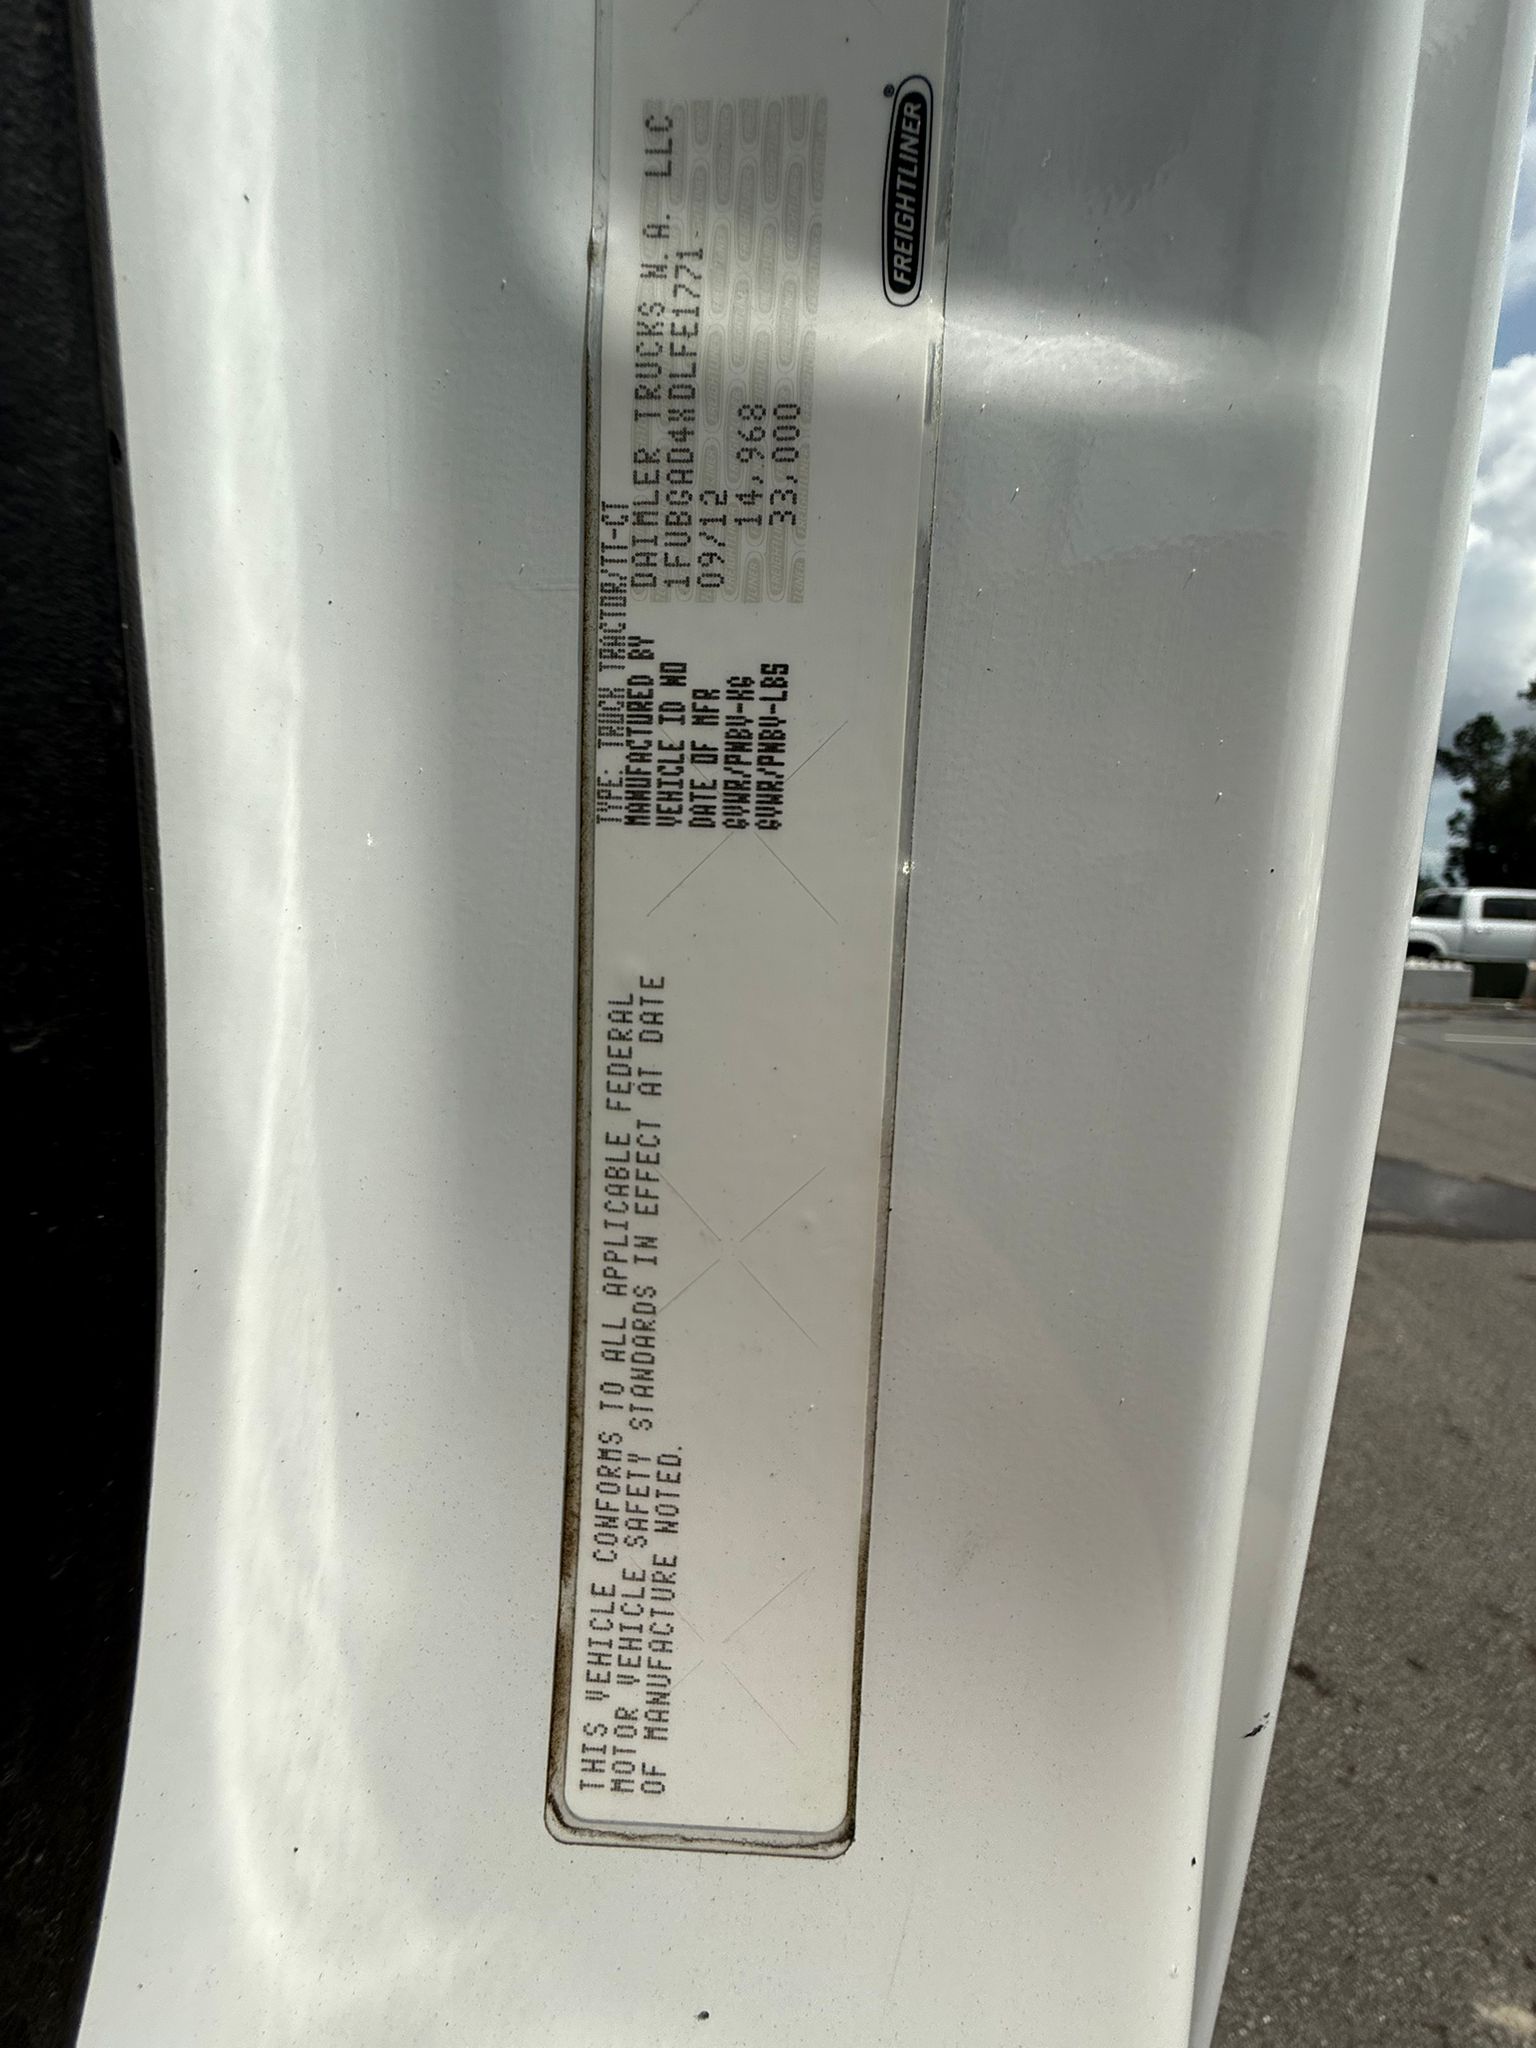 THIS VEHICLE CONFORMS TO ALL APPLICABLE FEDERAL
MOTOR VEHICLE SAFETY STANDARDS IN EFFECT AT DATE
OF MANUFACTURE NOTED.
TYPE: TRUCK TRACTOR/TT-CT
MANUFACTURED BY DAIMLER TRUCKS N.A. LLC
VEHICLE ID NO 1FUBGAD4XDLFE1771
DATE OF MFR 09/12
GVWR/PNBV-KG 14,968
GVWR/PNBV-LBS 33,000
FREIGHTLINER®